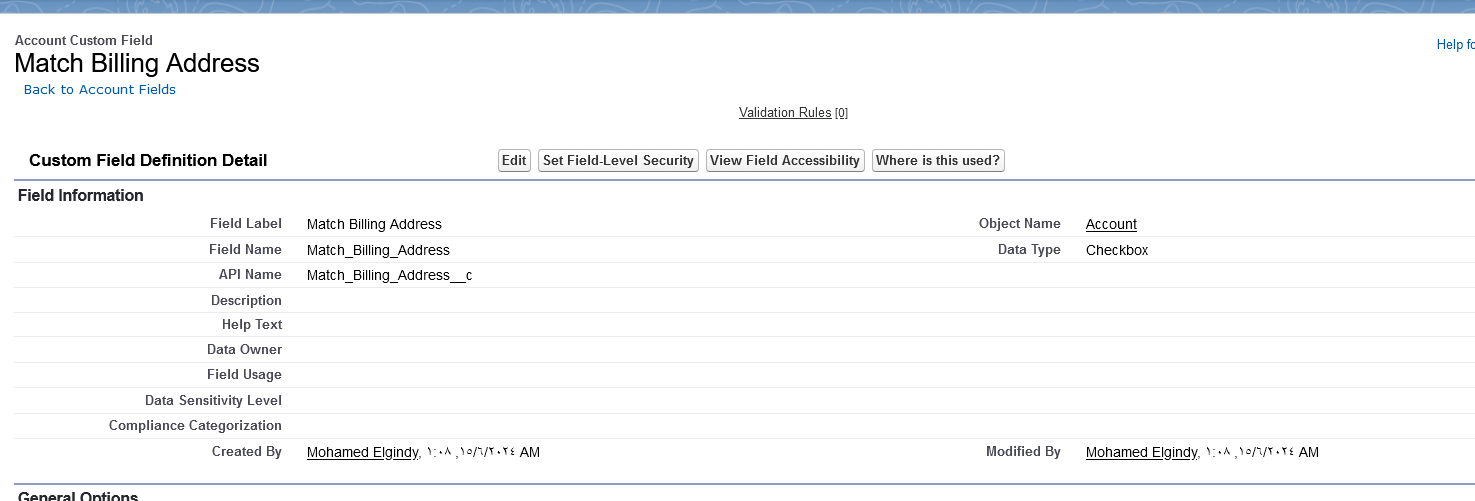 Account Custom Field
Match Billing Address
Help fo
Back to Account Fields
Validation Rules [0]
Custom Field Definition Detail Edit Set Field-Level Security View Field Accessibility Where is this used?
Field Information
Field Label Match Billing Address Object Name Account
Field Name Match_Billing_Address Data Type Checkbox
API Name Match_Billing_Address__c
Description
Help Text
Data Owner
Field Usage
Data Sensitivity Level
Compliance Categorization
Created By Mohamed Elgindy, ١٥/٦/٢٠٢٤, ١:٠٨ AM Modified By Mohamed Elgindy, ١٥/٦/٢٠٢٤, ١:٠٨ AM
General Options